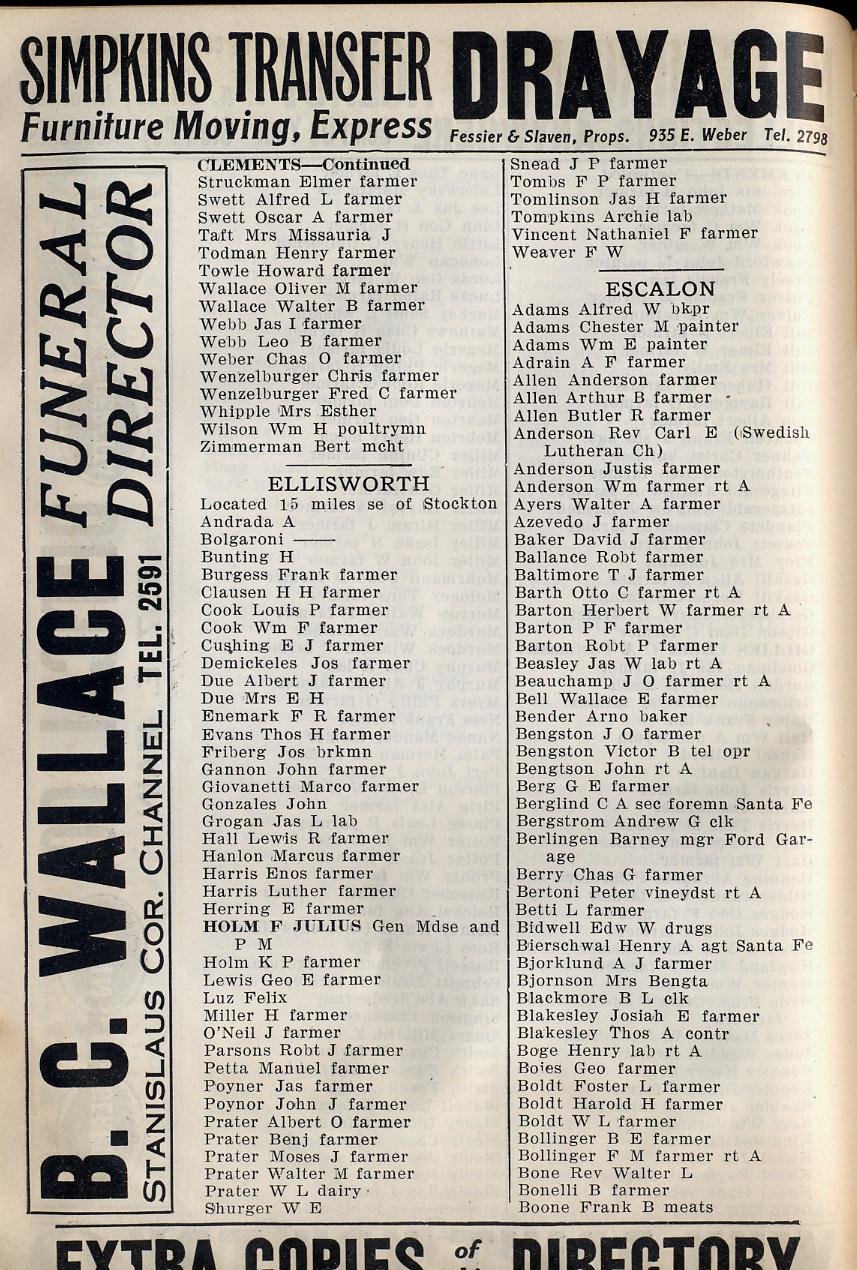 SIMPKINS TRANSFER DRAYAGE
Furniture Moving, Express Fessier & Slaven, Props. 935 E. Weber Tel. 2798
B. C. WALLACE FUNERAL DIRECTOR
STANISLAUS COR. CHANNEL TEL. 2591
CLEMENTS—Continued
Struckman Elmer farmer
Swett Alfred L farmer
Swett Oscar A farmer
Taft Mrs Missauria J
Todman Henry farmer
Towle Howard farmer
Wallace Oliver M farmer
Wallace Walter B farmer
Webb Jas I farmer
Webb Leo B farmer
Weber Chas O farmer
Wenzelburger Chris farmer
Wenzelburger Fred C farmer
Whipple Mrs Esther
Wilson Wm H poultrymn
Zimmerman Bert mcht
ELLISWORTH
Located 15 miles se of Stockton
Andrada A
Bolgaroni ——
Bunting H
Burgess Frank farmer
Clausen H H farmer
Cook Louis P farmer
Cook Wm F farmer
Cushing E J farmer
Demickeles Jos farmer
Due Albert J farmer
Due Mrs E H
Enemark F R farmer
Evans Thos H farmer
Friberg Jos brkmn
Gannon John farmer
Giovanetti Marco farmer
Gonzales John
Grogan Jas L lab
Hall Lewis R farmer
Hanlon Marcus farmer
Harris Enos farmer
Harris Luther farmer
Herring E farmer
HOLM F JULIUS Gen Mdse and
P M
Holm K P farmer
Lewis Geo E farmer
Luz Felix
Miller H farmer
O'Neil J farmer
Parsons Robt J farmer
Petta Manuel farmer
Poyner Jas farmer
Poynor John J farmer
Prater Albert O farmer
Prater Benj farmer
Prater Moses J farmer
Prater Walter M farmer
Prater W L dairy
Shurger W E
Snead J P farmer
Tombs F P farmer
Tomlinson Jas H farmer
Tompkins Archie lab
Vincent Nathaniel F farmer
Weaver F W
ESCALON
Adams Alfred W bkpr
Adams Chester M painter
Adams Wm E painter
Adrain A F farmer
Allen Anderson farmer
Allen Arthur B farmer
Allen Butler R farmer
Anderson Rev Carl E (Swedish
Lutheran Ch)
Anderson Justis farmer
Anderson Wm farmer rt A
Ayers Walter A farmer
Azevedo J farmer
Baker David J farmer
Ballance Robt farmer
Baltimore T J farmer
Barth Otto C farmer rt A
Barton Herbert W farmer rt A
Barton P F farmer
Barton Robt P farmer
Beasley Jas W lab rt A
Beauchamp J O farmer rt A
Bell Wallace E farmer
Bender Arno baker
Bengston J O farmer
Bengston Victor B tel opr
Bengtson John rt A
Berg G E farmer
Berglind C A sec foremn Santa Fe
Bergstrom Andrew G clk
Berlingen Barney mgr Ford Gar-
age
Berry Chas G farmer
Bertoni Peter vineydst rt A
Betti L farmer
Bidwell Edw W drugs
Bierschwal Henry A agt Santa Fe
Bjorklund A J farmer
Bjornson Mrs Bengta
Blackmore B L clk
Blakesley Josiah E farmer
Blakesley Thos A contr
Boge Henry lab rt A
Boies Geo farmer
Boldt Foster L farmer
Boldt Harold H farmer
Boldt W L farmer
Bollinger B E farmer
Bollinger F M farmer rt A
Bone Rev Walter L
Bonelli B farmer
Boone Frank B meats
EXTRA COPIES of DIRECTORY